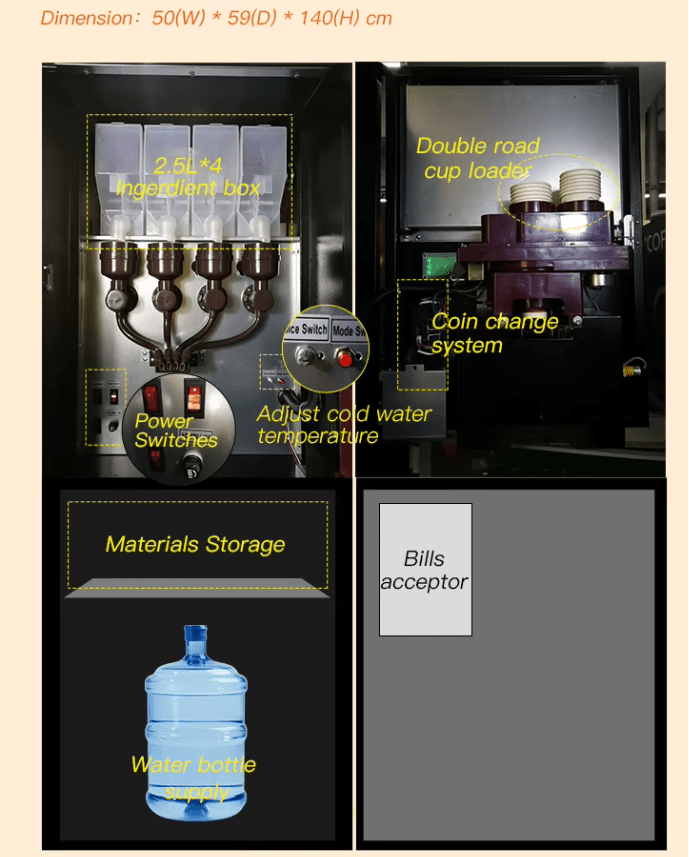 Dimension: 50(W) * 59(D) * 140(H) cm
2.5L*4
Ingerdient box
Double road
cup loader
Coin change
system
ice Switch
Mode Sw
Power
Switches
Adjust cold water
temperature
Materials Storage
Bills
acceptor
Water bottle
supply